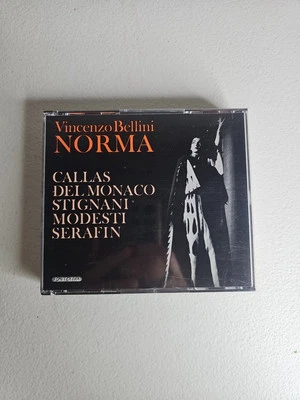 Vincenzo Bellini
NORMA
CALLAS
DEL MONACO
STIGNANI
MODESTI
SERAFIN